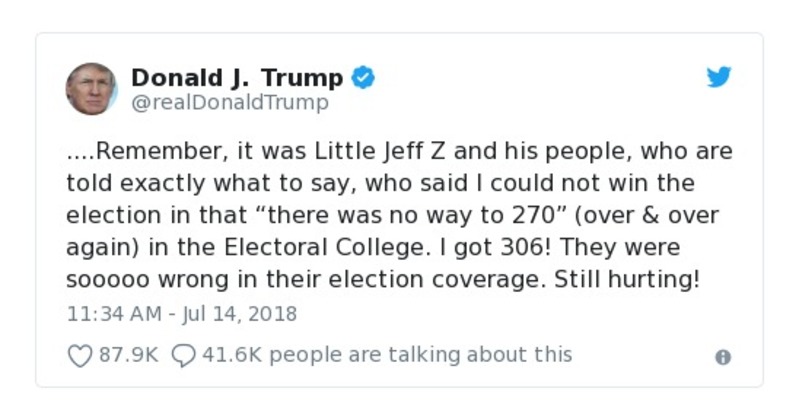 Donald J. Trump
@realDonaldTrump
....Remember, it was Little Jeff Z and his people, who are
told exactly what to say, who said I could not win the
election in that “there was no way to 270” (over & over
again) in the Electoral College. I got 306! They were
sooooo wrong in their election coverage. Still hurting!
11:34 AM - Jul 14, 2018
87.9K 41.6K people are talking about this